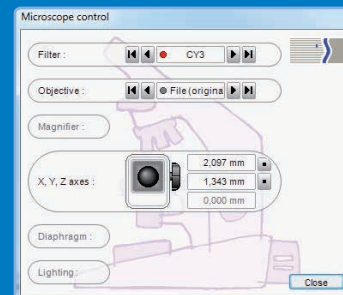 Microscope control
Filter : CY3
Objective : File (origina
Magnifier :
2,097 mm
X, Y, Z axes : 1,343 mm
0,000 mm
Diaphragm :
Lighting:
Close